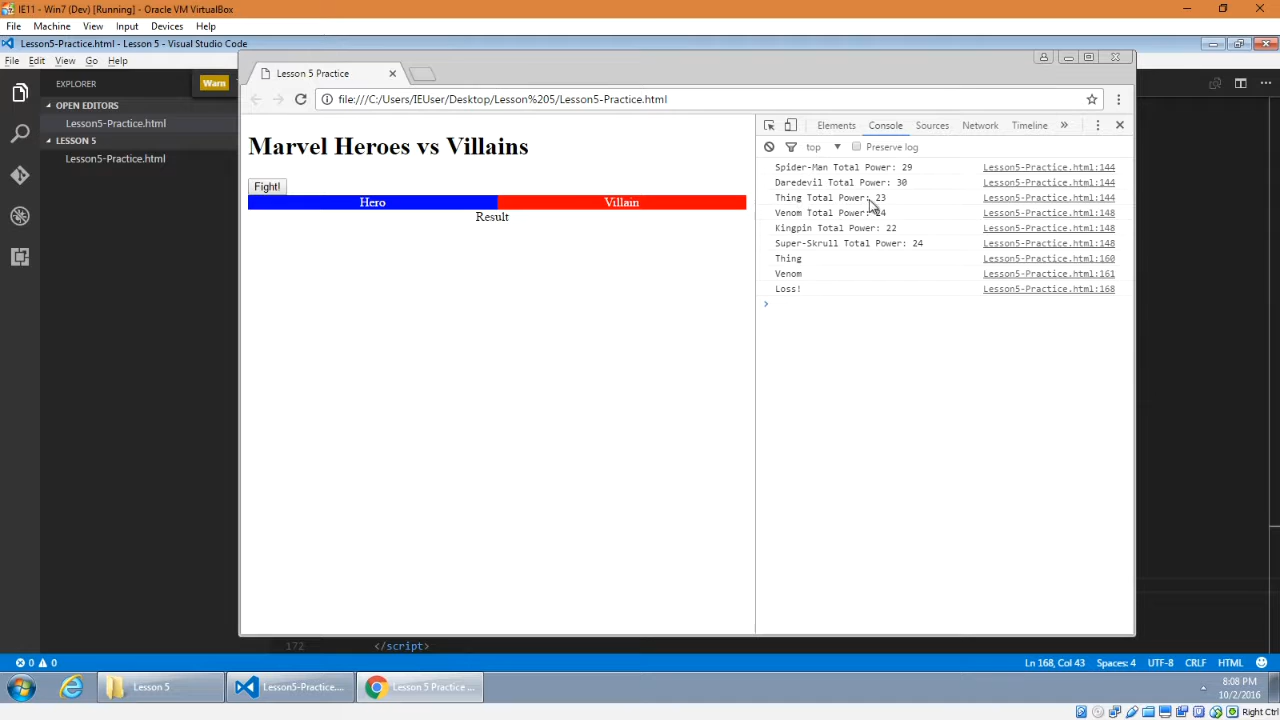 IE11 - Win7 (Dev) [Running] - Oracle VM VirtualBox
File Machine View Input Devices Help
Lesson5-Practice.html - Lesson 5 - Visual Studio Code
File Edit View Go Help
EXPLORER
Warn
OPEN EDITORS
Lesson5-Practice.html
LESSON 5
Lesson5-Practice.html
Lesson 5 Practice
file:///C:/Users/IEUser/Desktop/Lesson%205/Lesson5-Practice.html
Marvel Heroes vs Villains
Fight!
Hero Villain
Result
Elements Console Sources Network Timeline
top Preserve log
Spider-Man Total Power: 29 Lesson5-Practice.html:144
Daredevil Total Power: 30 Lesson5-Practice.html:144
Thing Total Power: 23 Lesson5-Practice.html:144
Venom Total Power: 24 Lesson5-Practice.html:148
Kingpin Total Power: 22 Lesson5-Practice.html:148
Super-Skrull Total Power: 24 Lesson5-Practice.html:148
Thing Lesson5-Practice.html:160
Venom Lesson5-Practice.html:161
Loss! Lesson5-Practice.html:168
172 </script>
0 0 Ln 168, Col 43 Spaces: 4 UTF-8 CRLF HTML
Lesson 5 Lesson5-Practice.... Lesson 5 Practice ...
8:08 PM
10/2/2016
Right Ctrl